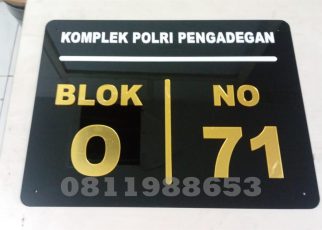 KOMPLEK POLRI PENGADEGAN
BLOK NO
O 71
0811988653